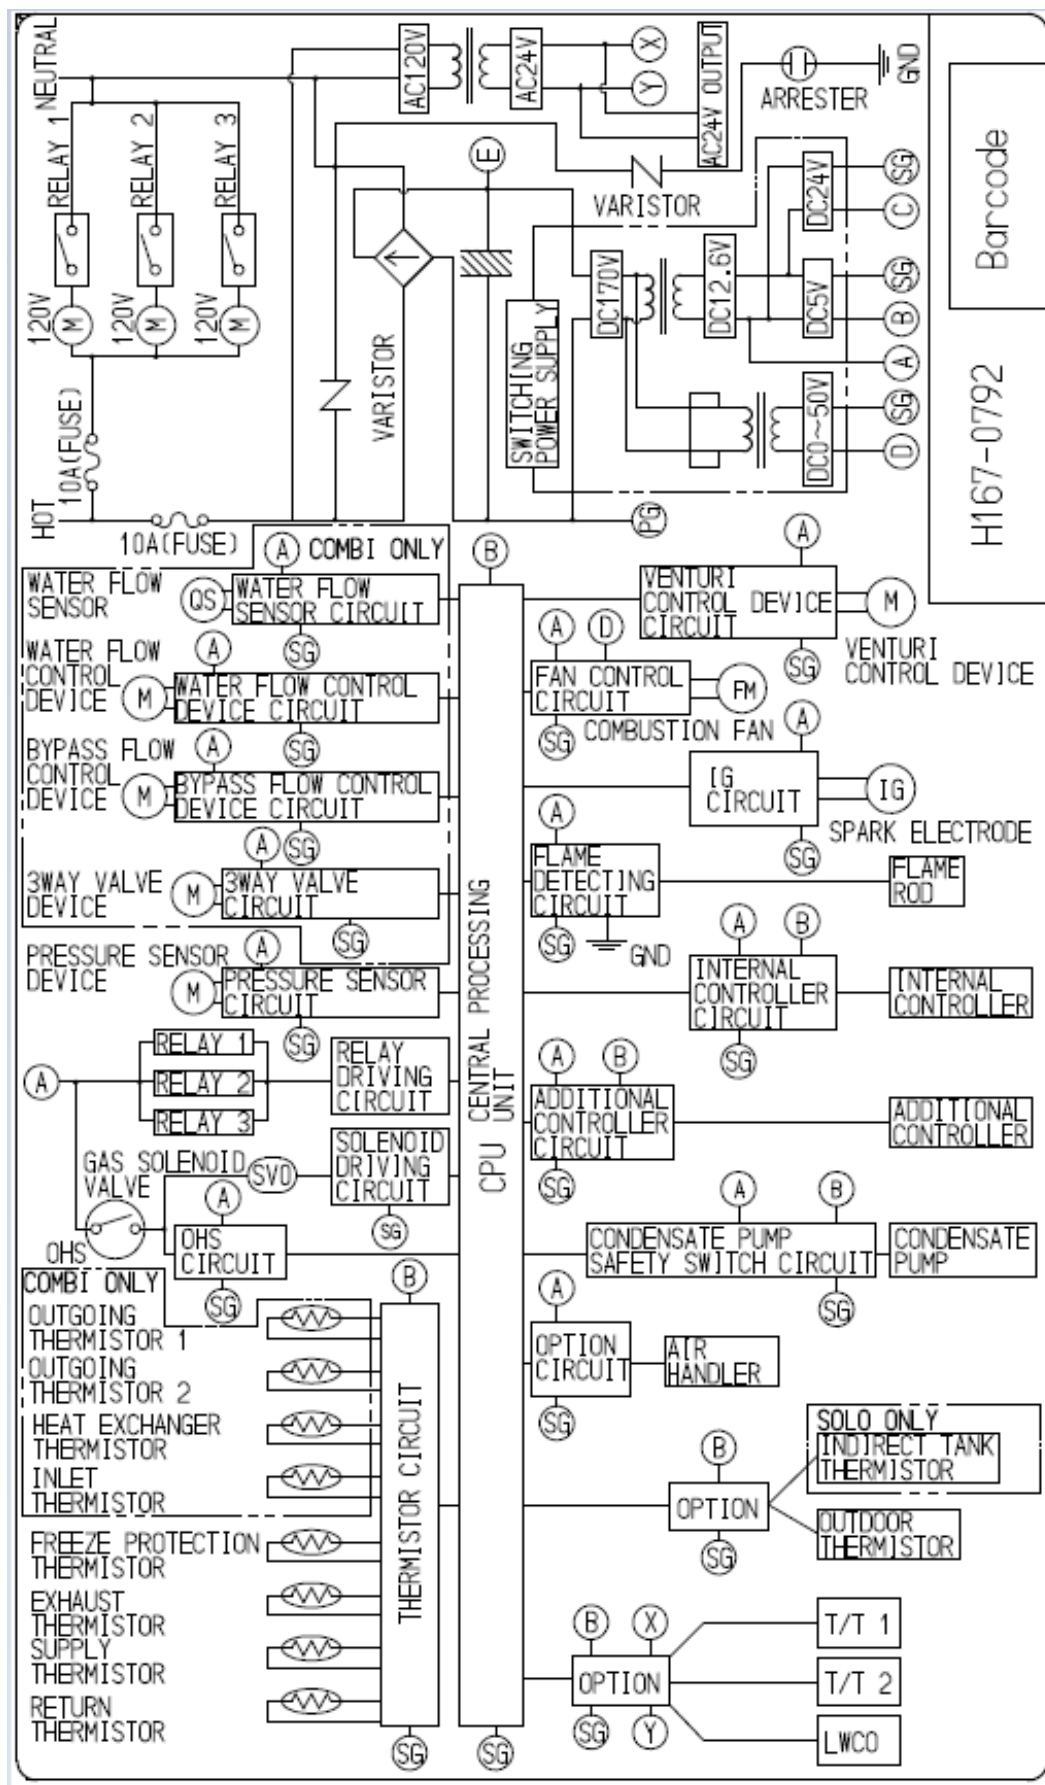 NEUTRAL
RELAY 1
RELAY 2
RELAY 3
120V
M
120V
M
120V
M
10A(FUSE)
HOT
10A(FUSE)
VARISTOR
AC120V
AC24V
X
Y
AC24V OUTPUT
ARRESTER
GND
E
VARISTOR
SWITCHING
POWER SUPPLY
DC170V
DC12.6V
DC24V
DC5V
DC0~50V
SG
C
SG
B
A
SG
D
PG
Barcode
H167-0792
COMBI ONLY
WATER FLOW
SENSOR
QS
A
WATER FLOW
SENSOR CIRCUIT
SG
WATER FLOW
CONTROL
DEVICE
M
A
WATER FLOW CONTROL
DEVICE CIRCUIT
SG
BYPASS FLOW
CONTROL
DEVICE
M
A
BYPASS FLOW CONTROL
DEVICE CIRCUIT
SG
3WAY VALVE
DEVICE
M
A
3WAY VALVE
CIRCUIT
SG
PRESSURE SENSOR
DEVICE
M
A
PRESSURE SENSOR
CIRCUIT
SG
A
RELAY 1
RELAY 2
RELAY 3
RELAY
DRIVING
CIRCUIT
GAS SOLENOID
VALVE
SV0
SOLENOID
DRIVING
CIRCUIT
SG
OHS
A
OHS
CIRCUIT
SG
COMBI ONLY
OUTGOING
THERMISTOR 1
OUTGOING
THERMISTOR 2
HEAT EXCHANGER
THERMISTOR
INLET
THERMISTOR
FREEZE PROTECTION
THERMISTOR
EXHAUST
THERMISTOR
SUPPLY
THERMISTOR
RETURN
THERMISTOR
B
THERMISTOR CIRCUIT
SG
B
CPU
CENTRAL PROCESSING
UNIT
SG
A
VENTURI
CONTROL DEVICE
CIRCUIT
SG
M
VENTURI
CONTROL DEVICE
A
D
FAN CONTROL
CIRCUIT
SG
FM
COMBUSTION FAN
A
IG
CIRCUIT
SG
IG
SPARK ELECTRODE
A
FLAME
DETECTING
CIRCUIT
SG
GND
FLAME
ROD
A
B
INTERNAL
CONTROLLER
CIRCUIT
SG
INTERNAL
CONTROLLER
A
B
ADDITIONAL
CONTROLLER
CIRCUIT
SG
ADDITIONAL
CONTROLLER
A
B
CONDENSATE PUMP
SAFETY SWITCH CIRCUIT
SG
CONDENSATE
PUMP
A
OPTION
CIRCUIT
SG
AIR
HANDLER
B
OPTION
SG
SOLO ONLY
INDIRECT TANK
THERMISTOR
OUTDOOR
THERMISTOR
B
X
OPTION
SG
Y
T/T 1
T/T 2
LWCO